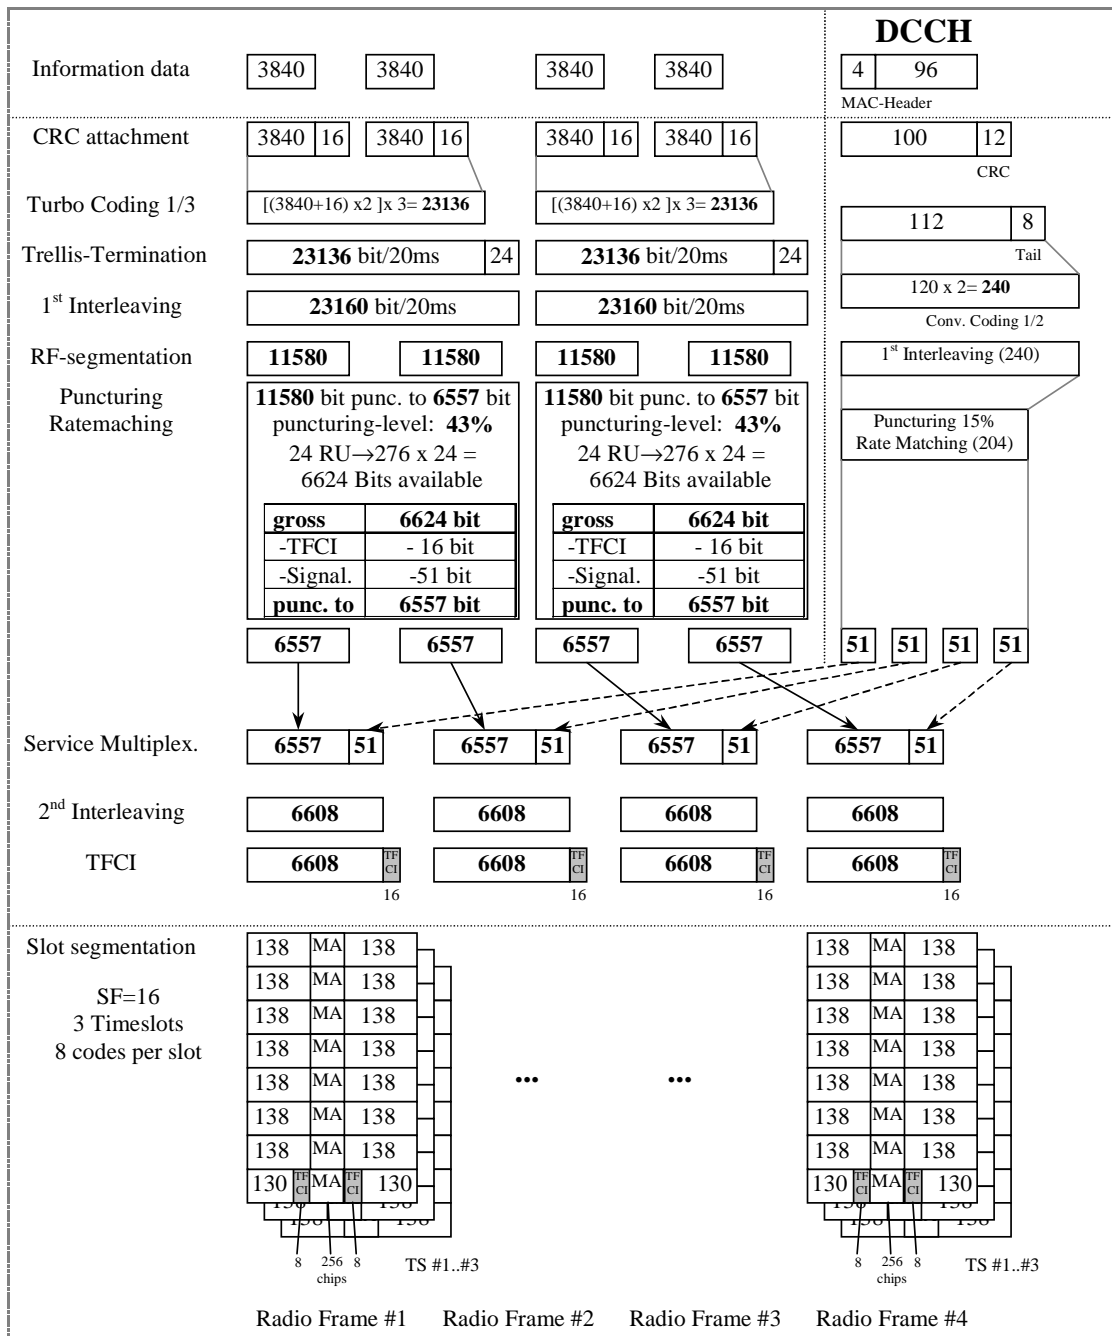 DCCH
Information data 3840 3840 3840 3840 4 96
MAC-Header
CRC attachment 3840 16 3840 16 3840 16 3840 16 100 12
CRC
Turbo Coding 1/3 [(3840+16) x2 ]x 3= 23136 [(3840+16) x2 ]x 3= 23136
112 8
Tail
Trellis-Termination 23136 bit/20ms 24 23136 bit/20ms 24
120 x 2= 240
1st Interleaving 23160 bit/20ms 23160 bit/20ms
Conv. Coding 1/2
RF-segmentation 11580 11580 11580 11580 1st Interleaving (240)
Puncturing
Ratemaching
11580 bit punc. to 6557 bit
puncturing-level: 43%
24 RU→276 x 24 =
6624 Bits available
gross 6624 bit
-TFCI - 16 bit
-Signal. -51 bit
punc. to 6557 bit
11580 bit punc. to 6557 bit
puncturing-level: 43%
24 RU→276 x 24 =
6624 Bits available
gross 6624 bit
-TFCI - 16 bit
-Signal. -51 bit
punc. to 6557 bit
Puncturing 15%
Rate Matching (204)
6557 6557 6557 6557 51 51 51 51
Service Multiplex. 6557 51 6557 51 6557 51 6557 51
2nd Interleaving 6608 6608 6608 6608
TFCI 6608 TF CI 6608 TF CI 6608 TF CI 6608 TF CI
16 16 16 16
Slot segmentation
SF=16
3 Timeslots
8 codes per slot
138 MA 138 138 MA 138
138 MA 138 138 MA 138
138 MA 138 138 MA 138
138 MA 138 138 MA 138
138 MA 138 ... ... 138 MA 138
138 MA 138 138 MA 138
138 MA 138 138 MA 138
130 TF CI MA TF CI 130 130 TF CI MA TF CI 130
8 256 chips 8 TS #1..#3 8 256 chips 8 TS #1..#3
Radio Frame #1 Radio Frame #2 Radio Frame #3 Radio Frame #4